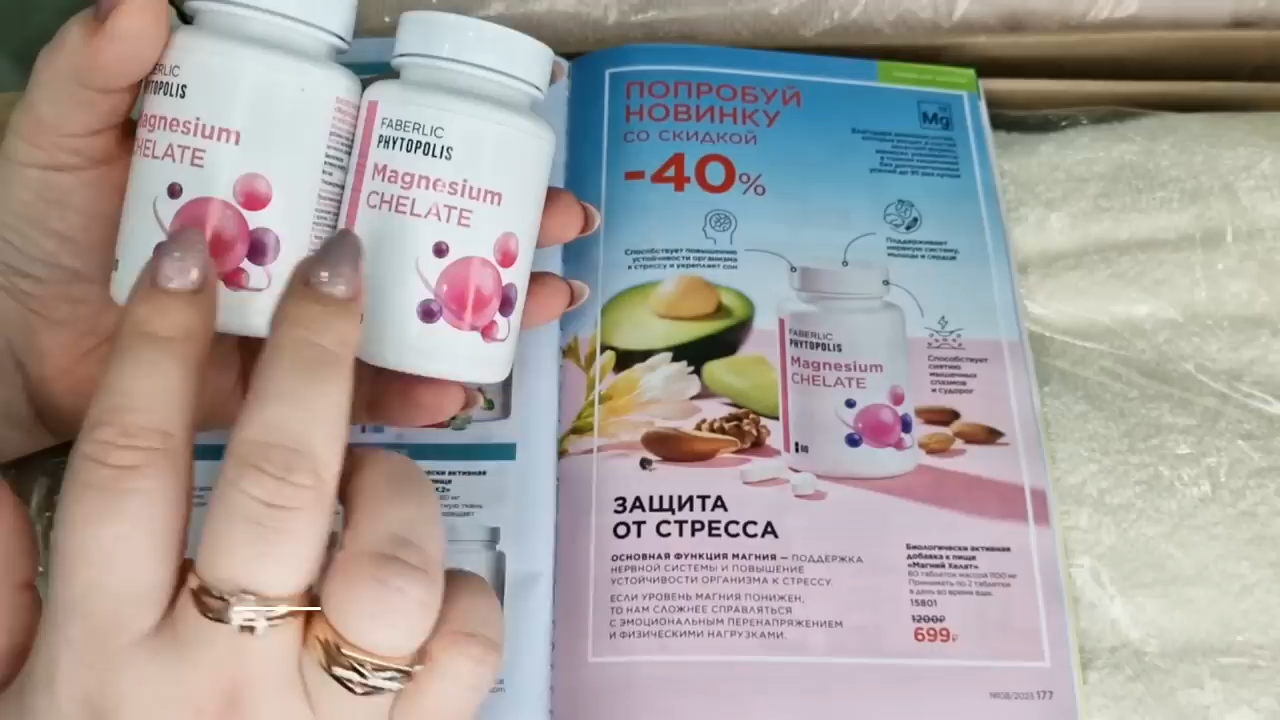 FABERLIC
PHYTOPOLIS
Magnesium
CHELATE
FABERLIC
PHYTOPOLIS
Magnesium
CHELATE
ПОПРОБУЙ
НОВИНКУ
СО СКИДКОЙ
-40%
Mg
Способствует повышению
устойчивости организма
к стрессу и укрепляет сон
Поддерживает
нервную систему,
мышцы и сердце
Способствует
снятию
мышечных
спазмов
и судорог
FABERLIC
PHYTOPOLIS
Magnesium
CHELATE
60
ЗАЩИТА
ОТ СТРЕССА
ОСНОВНАЯ ФУНКЦИЯ МАГНИЯ — ПОДДЕРЖКА
НЕРВНОЙ СИСТЕМЫ И ПОВЫШЕНИЕ
УСТОЙЧИВОСТИ ОРГАНИЗМА К СТРЕССУ.
ЕСЛИ УРОВЕНЬ МАГНИЯ ПОНИЖЕН,
ТО НАМ СЛОЖНЕЕ СПРАВЛЯТЬСЯ
С ЭМОЦИОНАЛЬНЫМ ПЕРЕНАПРЯЖЕНИЕМ
И ФИЗИЧЕСКИМИ НАГРУЗКАМИ.
Биологически активная
добавка к пище
«Магний Хелат»
60 таблеток массой 1100 мг
Принимать по 2 таблетки
в день во время еды.
15801
1200₽
699₽
№08/2023 177